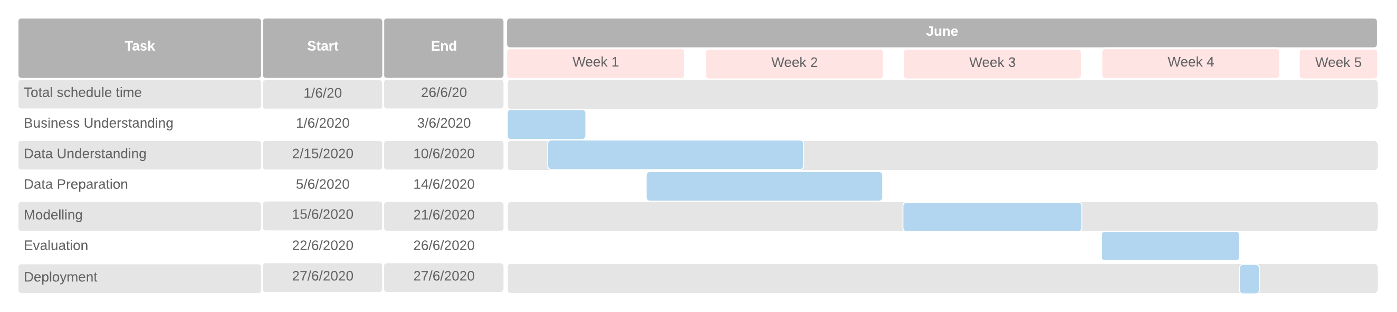 Task Start End June
Week 1 Week 2 Week 3 Week 4 Week 5
Total schedule time 1/6/20 26/6/20
Business Understanding 1/6/2020 3/6/2020
Data Understanding 2/15/2020 10/6/2020
Data Preparation 5/6/2020 14/6/2020
Modelling 15/6/2020 21/6/2020
Evaluation 22/6/2020 26/6/2020
Deployment 27/6/2020 27/6/2020